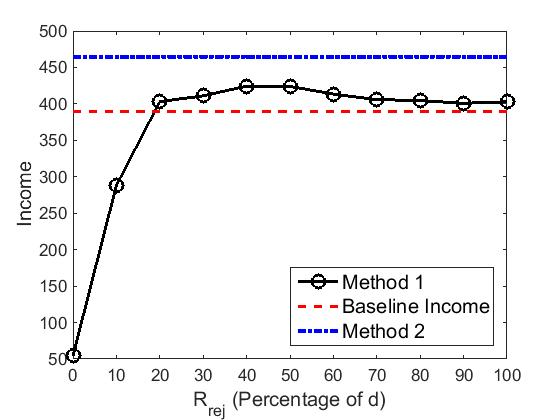 500
450
400
350
300
250
200
150
100
50
Income
Method 1
Baseline Income
Method 2
0 10 20 30 40 50 60 70 80 90 100
R_rej (Percentage of d)